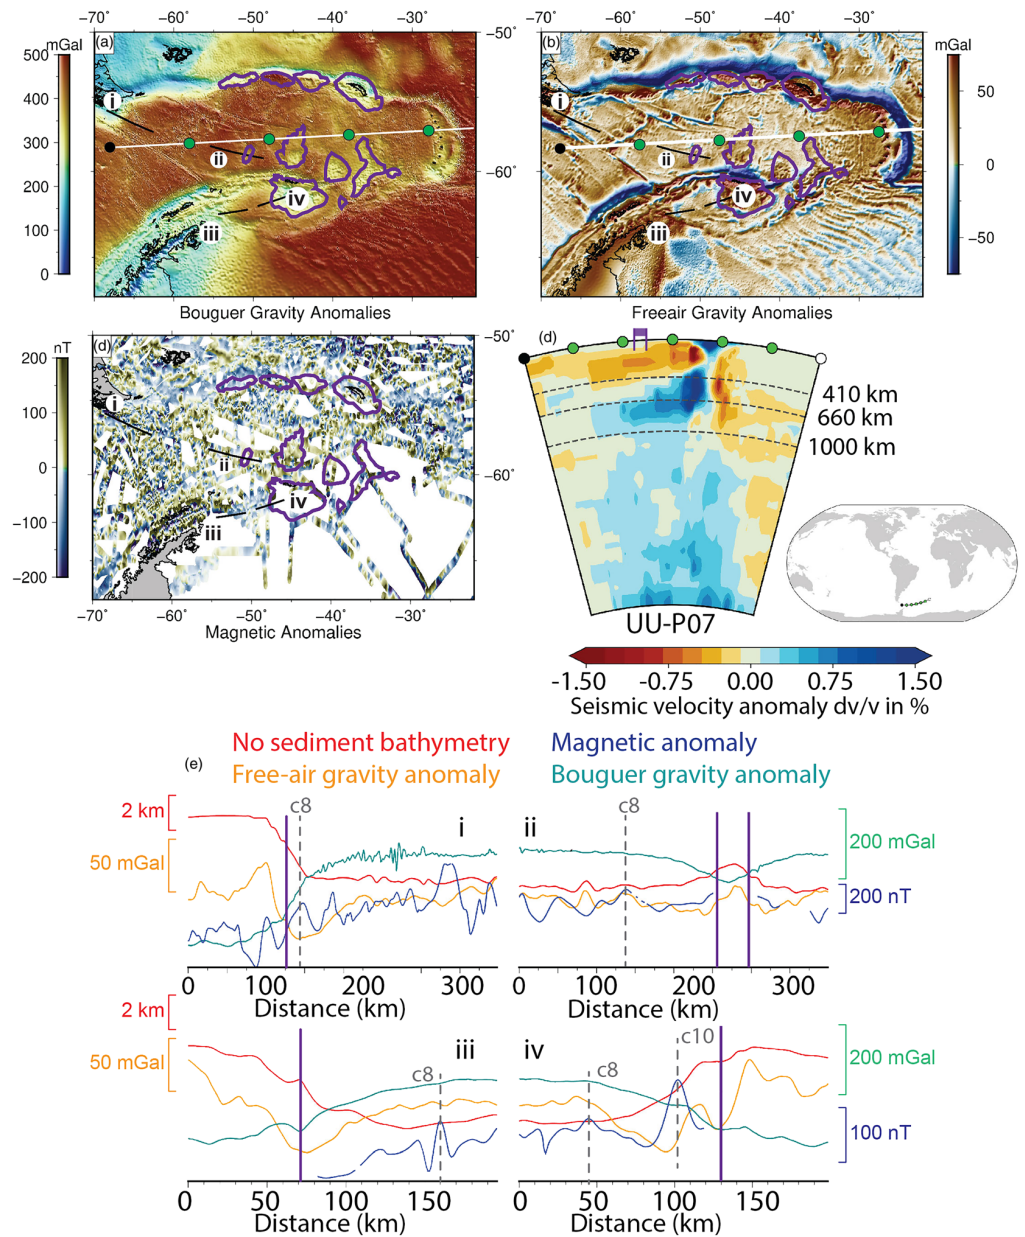 −70° −60° −50° −40° −30° −50°
mGal (a)
500
400
300
200
100
0
i
ii
iii
iv
−60°
Bouguer Gravity Anomalies
−70° −60° −50° −40° −30° −50°
(b) mGal
50
0
−50
i
ii
iii
iv
−60°
Freeair Gravity Anomalies
nT (d) −50°
200
100
0
−100
−200
i
ii
iii
iv
−60°
−70° −60° −50° −40° −30°
Magnetic Anomalies
(d)
410 km
660 km
1000 km
UU-P07
-1.50 -0.75 0.00 0.75 1.50
Seismic velocity anomaly dv/v in %
No sediment bathymetry Magnetic anomaly
(e) Free-air gravity anomaly Bouguer gravity anomaly
2 km
50 mGal
c8
i
0 100 200 300
Distance (km)
c8
ii
200 mGal
200 nT
0 100 200 300
Distance (km)
2 km
50 mGal
c8
iii
0 50 100 150
Distance (km)
iv
c8
c10
200 mGal
100 nT
0 50 100 150
Distance (km)